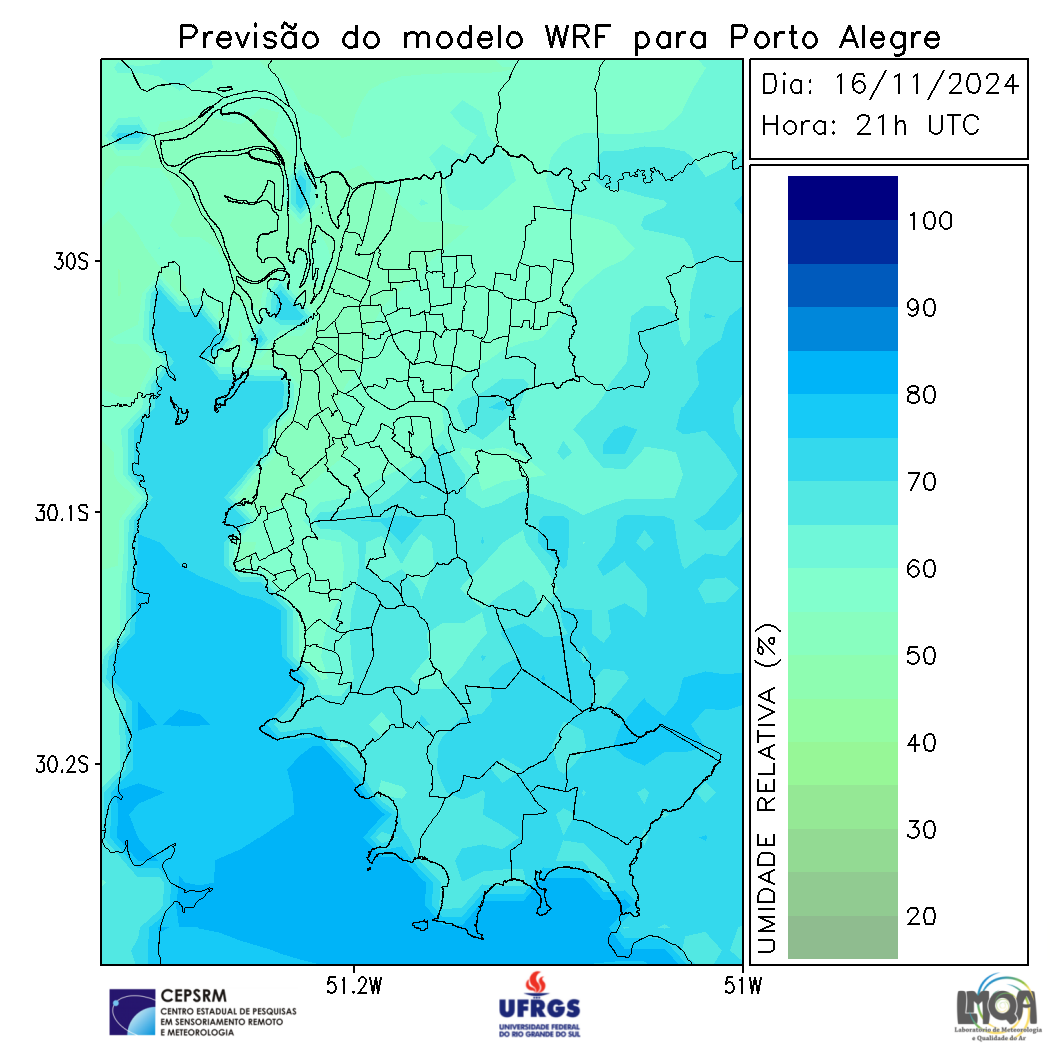 Previsão do modelo WRF para Porto Alegre
Dia: 16/11/2024
Hora: 21h UTC
100
90
80
70
60
50
40
30
20
UMIDADE RELATIVA (%)
30S
30.1S
30.2S
51.2W
51W
CEPSRM
CENTRO ESTADUAL DE PESQUISAS
EM SENSORIAMENTO REMOTO
E METEOROLOGIA
UFRGS
UNIVERSIDADE FEDERAL
DO RIO GRANDE DO SUL
LMQA
Laboratório de Meteorologia
e Qualidade do Ar